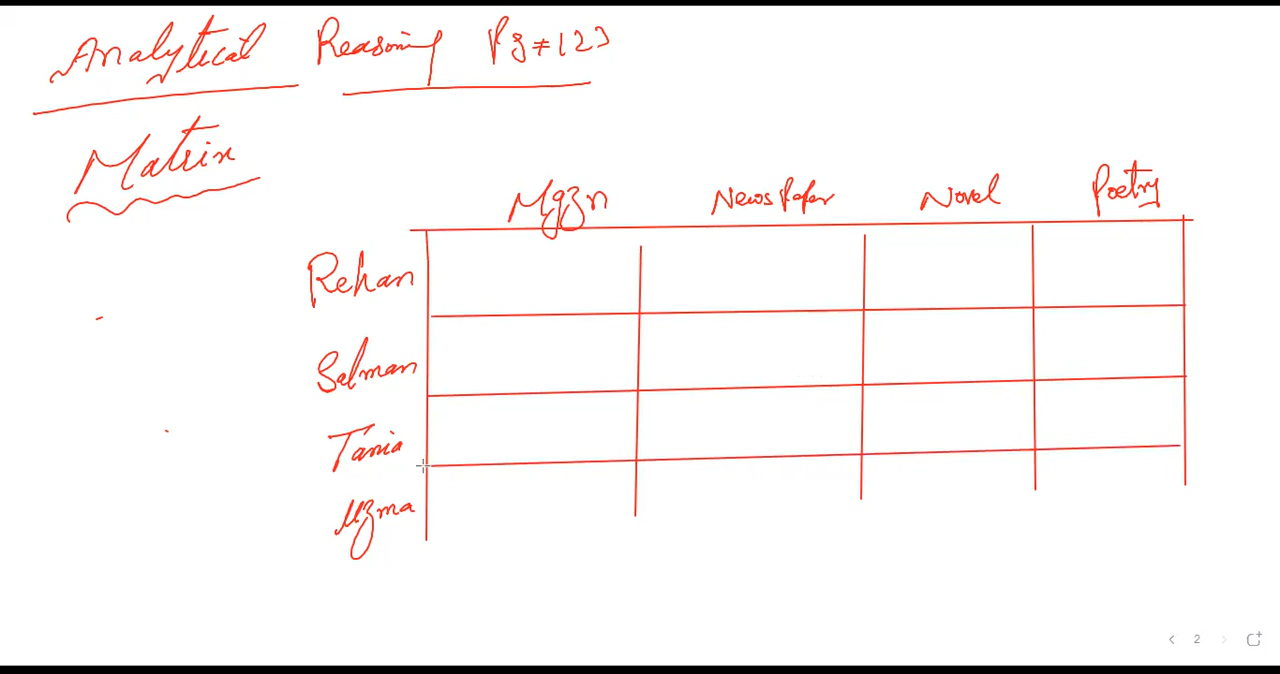 Analytical Reasoning Pg # 123
Matrix
Mgzn Newspaper Novel Poetry
Rehan
Salman
Tania
Uzma
2